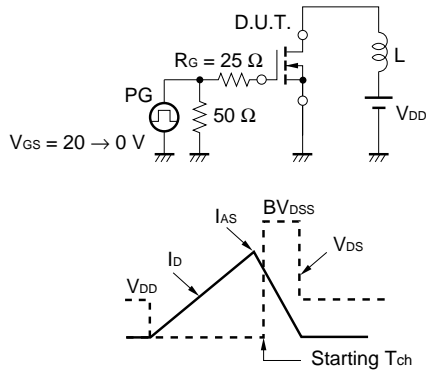 D.U.T.
RG = 25 Ω
L
PG
50 Ω
VDD
VGS = 20 → 0 V
BVDSS
IAS
ID
VDS
VDD
Starting Tch